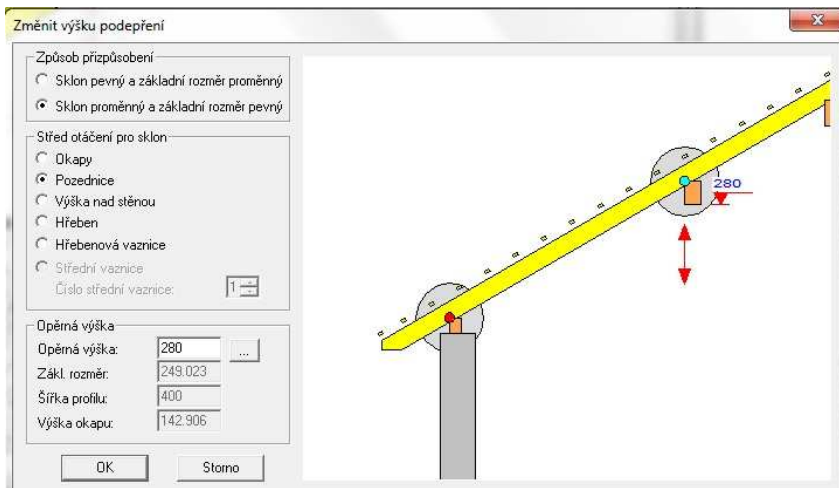 Změnit výšku podepření
Způsob přizpůsobení
Sklon pevný a základní rozměr proměnný
Sklon proměnný a základní rozměr pevný
Střed otáčení pro sklon
Okapy
Pozednice
Výška nad stěnou
Hřeben
Hřebenová vaznice
Střední vaznice
Číslo střední vaznice: 1
Opěrná výška
Opěrná výška: 280 ...
Zákl. rozměr: 249.023
Šířka profilu: 400
Výška okapu: 142.906
OK Storno
280